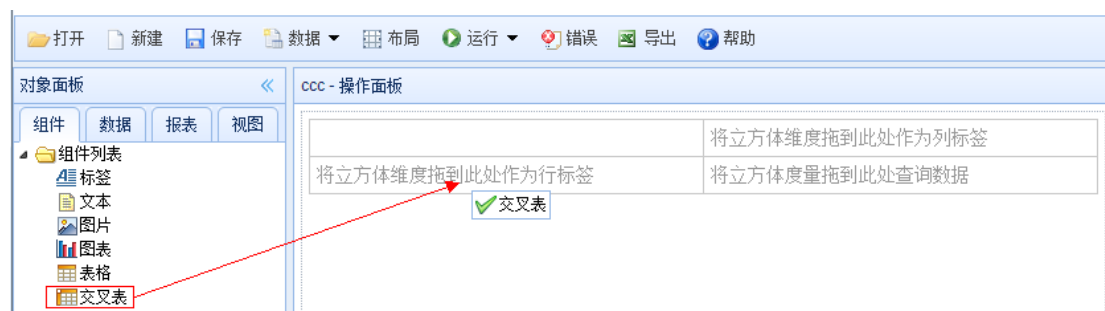 打开 新建 保存 数据 布局 运行 错误 导出 帮助
对象面板 ccc - 操作面板
组件 数据 报表 视图
组件列表
标签
文本
图片
图表
表格
交叉表
将立方体维度拖到此处作为列标签
将立方体维度拖到此处作为行标签 将立方体度量拖到此处查询数据
交叉表